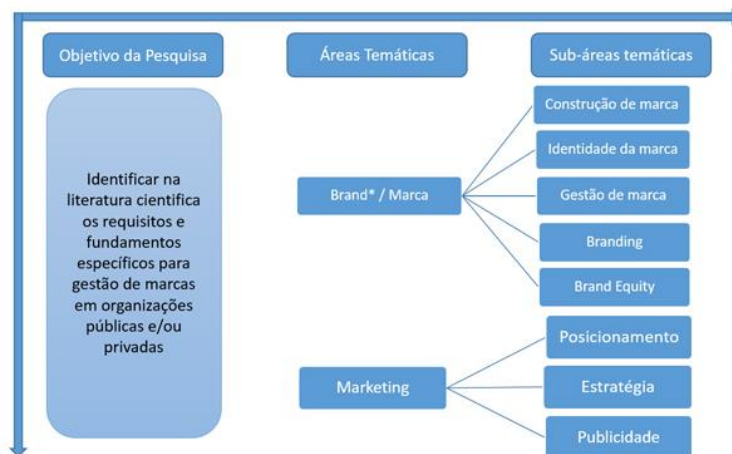 Objetivo da Pesquisa
Áreas Temáticas
Sub-áreas temáticas
Identificar na
literatura cientifica
os requisitos e
fundamentos
específicos para
gestão de marcas
em organizações
públicas e/ou
privadas
Brand* / Marca
Construção de marca
Identidade da marca
Gestão de marca
Branding
Brand Equity
Marketing
Posicionamento
Estratégia
Publicidade